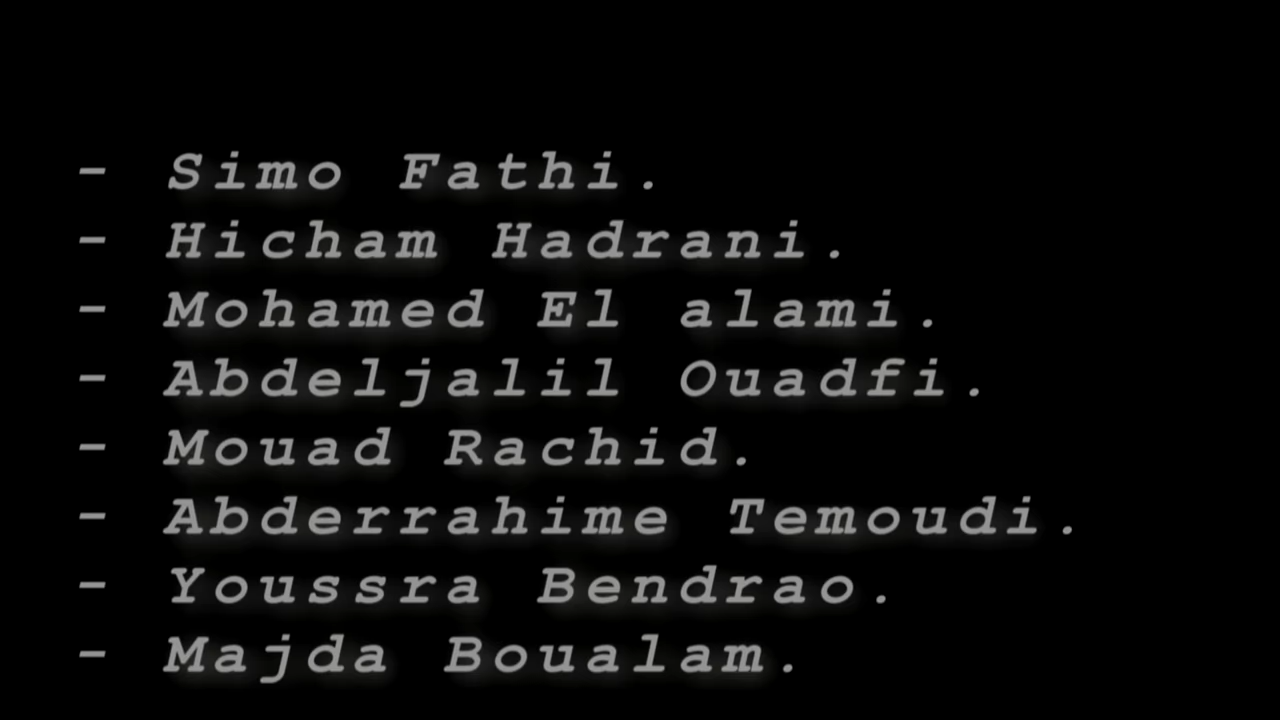 - Simo Fathi.
- Hicham Hadrani.
- Mohamed El alami.
- Abdeljalil Ouadfi.
- Mouad Rachid.
- Abderrahime Temoudi.
- Youssra Bendrao.
- Majda Boualam.